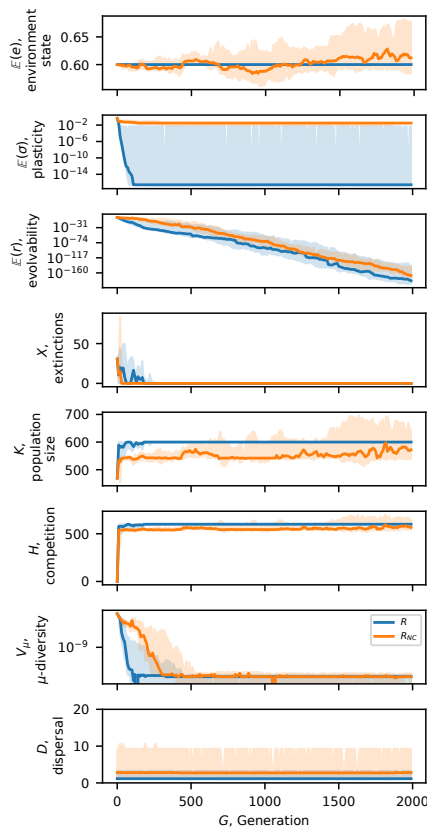 𝔼(e),
environment
state
0.65
0.60
𝔼(σ),
plasticity
10⁻²
10⁻⁶
10⁻¹⁰
10⁻¹⁴
𝔼(r),
evolvability
10⁻³¹
10⁻⁷⁴
10⁻¹¹⁷
10⁻¹⁶⁰
X,
extinctions
50
0
K,
population
size
700
600
500
H,
competition
500
0
V_μ,
μ-diversity
10⁻⁹
R
R_NC
D,
dispersal
20
10
0
0 500 1000 1500 2000
G, Generation